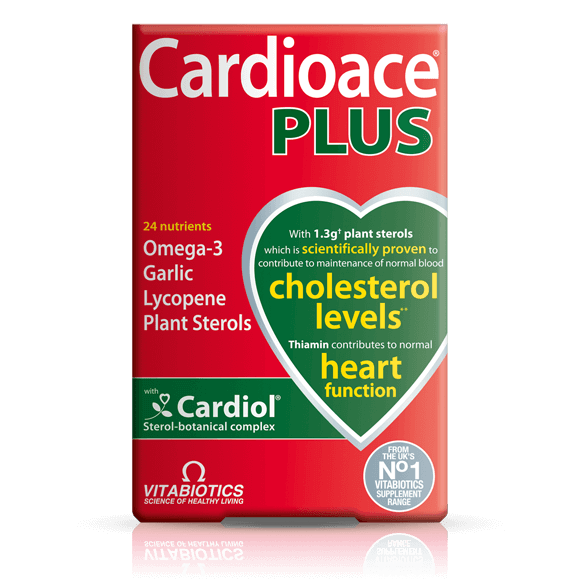 Cardioace®
PLUS
24 nutrients
Omega-3
Garlic
Lycopene
Plant Sterols
With 1.3g† plant sterols
which is scientifically proven to
contribute to maintenance of normal blood
cholesterol
levels
Thiamin contributes to normal
heart
function
with
Cardiol®
Sterol-botanical complex
VITABIOTICS
SCIENCE OF HEALTHY LIVING
FROM
THE UK'S
Nº1
VITABIOTICS
SUPPLEMENT
RANGE